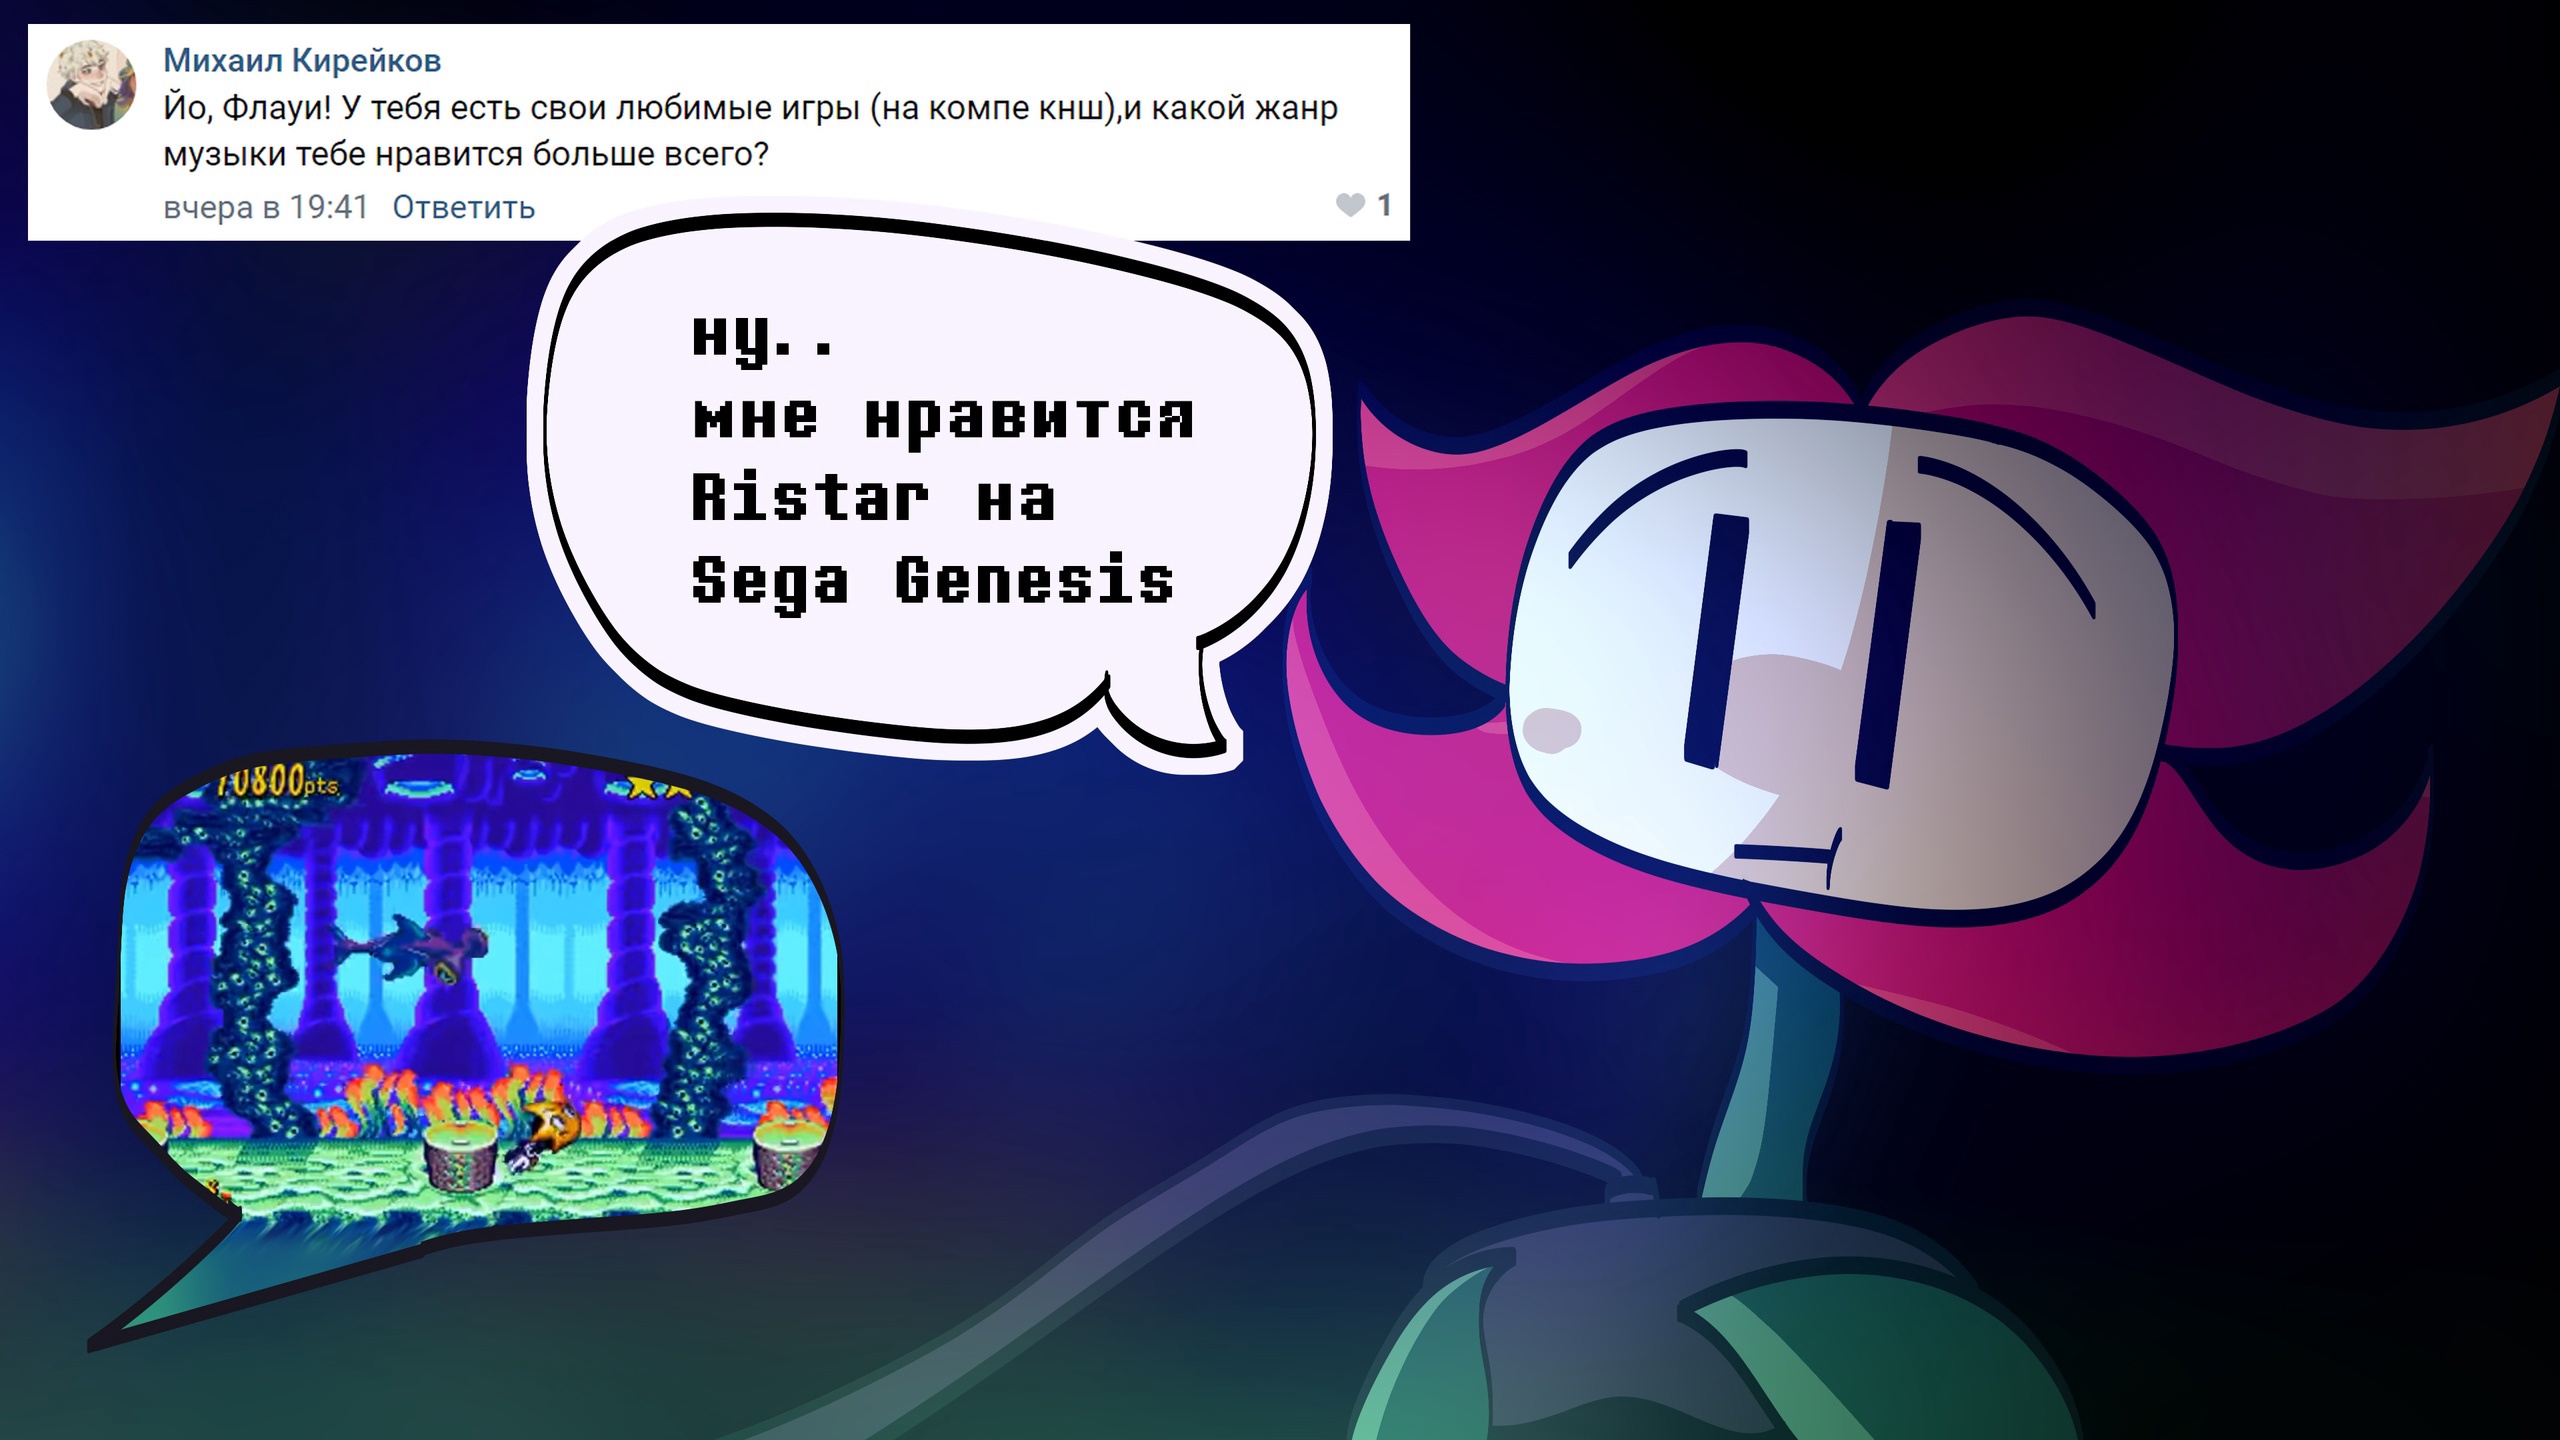 Михаил Кирейков
Йо, Флауи! У тебя есть свои любимые игры (на компе кнш),и какой жанр
музыки тебе нравится больше всего?
вчера в 19:41 Ответить
1
ну..
мне нравится
Ristar на
Sega Genesis
10800pts